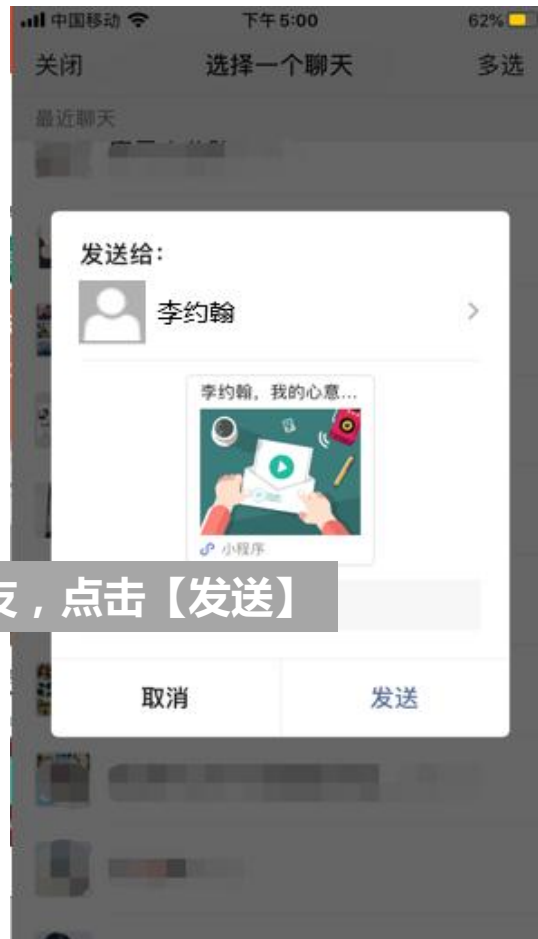 中国移动
下午5:00
62%
关闭
选择一个聊天
多选
最近聊天
发送给：
李约翰
李约翰，我的心意...
小程序
友，点击【发送】
取消
发送